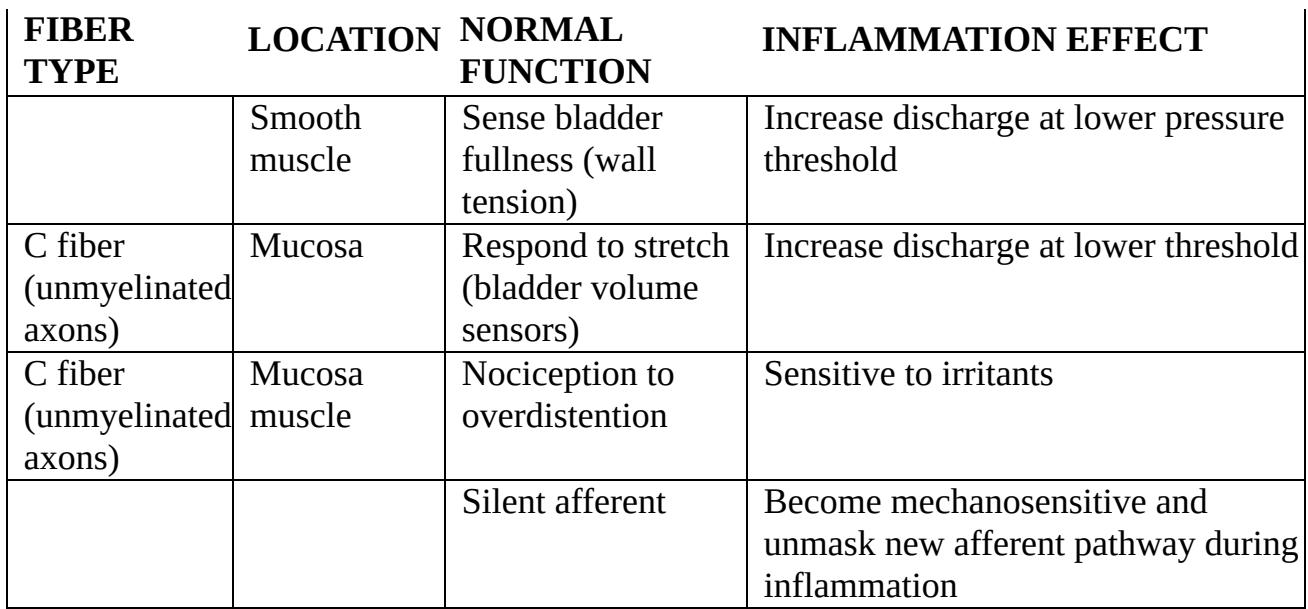 FIBER TYPE LOCATION NORMAL FUNCTION INFLAMMATION EFFECT
Smooth muscle
Sense bladder fullness (wall tension)
Increase discharge at lower pressure threshold
C fiber (unmyelinated axons)
Mucosa
Respond to stretch (bladder volume sensors)
Increase discharge at lower threshold
C fiber (unmyelinated axons)
Mucosa muscle
Nociception to overdistention
Sensitive to irritants
Silent afferent
Become mechanosensitive and unmask new afferent pathway during inflammation